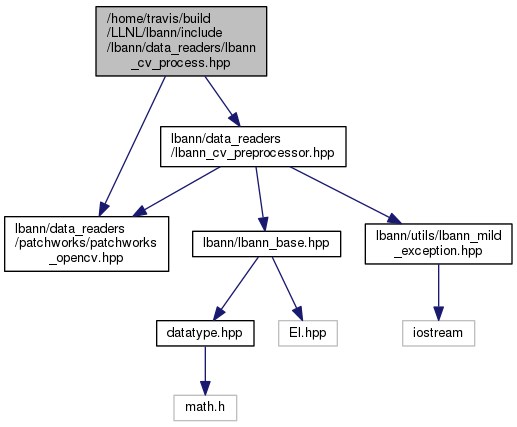 /home/travis/build
/LLNL/lbann/include
/lbann/data_readers/lbann
_cv_process.hpp
lbann/data_readers
/lbann_cv_preprocessor.hpp
lbann/data_readers
/patchworks/patchworks
_opencv.hpp
lbann/lbann_base.hpp
lbann/utils/lbann_mild
_exception.hpp
datatype.hpp
El.hpp
iostream
math.h